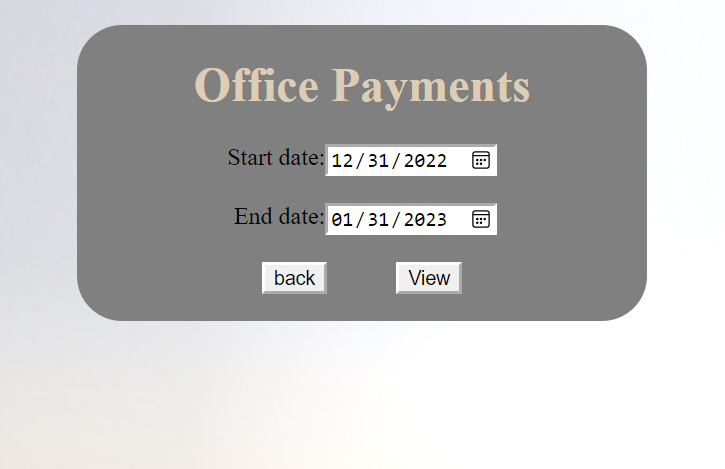 Office Payments
Start date: 12/31/2022
End date: 01/31/2023
back View